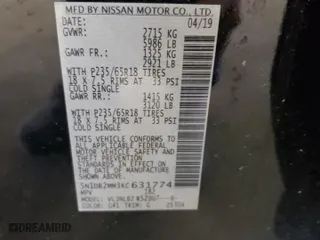 MFD BY NISSAN MOTOR CO., LTD.
DATE: 04/19
GVWR: 2715 KG
5986 LB
GAWR FR.: 1325 KG
2921 LB
WITH P235/65R18 TIRES
18 X 7.5 RIMS AT 33 PSI
COLD SINGLE
GAWR RR.: 1415 KG
3120 LB
WITH P235/65R18 TIRES
18 X 7.5 RIMS AT 33 PSI
COLD SINGLE
THIS VEHICLE CONFORMS TO
ALL APPLICABLE FEDERAL
MOTOR VEHICLE SAFETY AND
THEFT PREVENTION STANDARDS
IN EFFECT ON THE DATE OF
MANUFACTURE SHOWN ABOVE.
631774
MPV
MODEL:
COLOR: TRIM: G